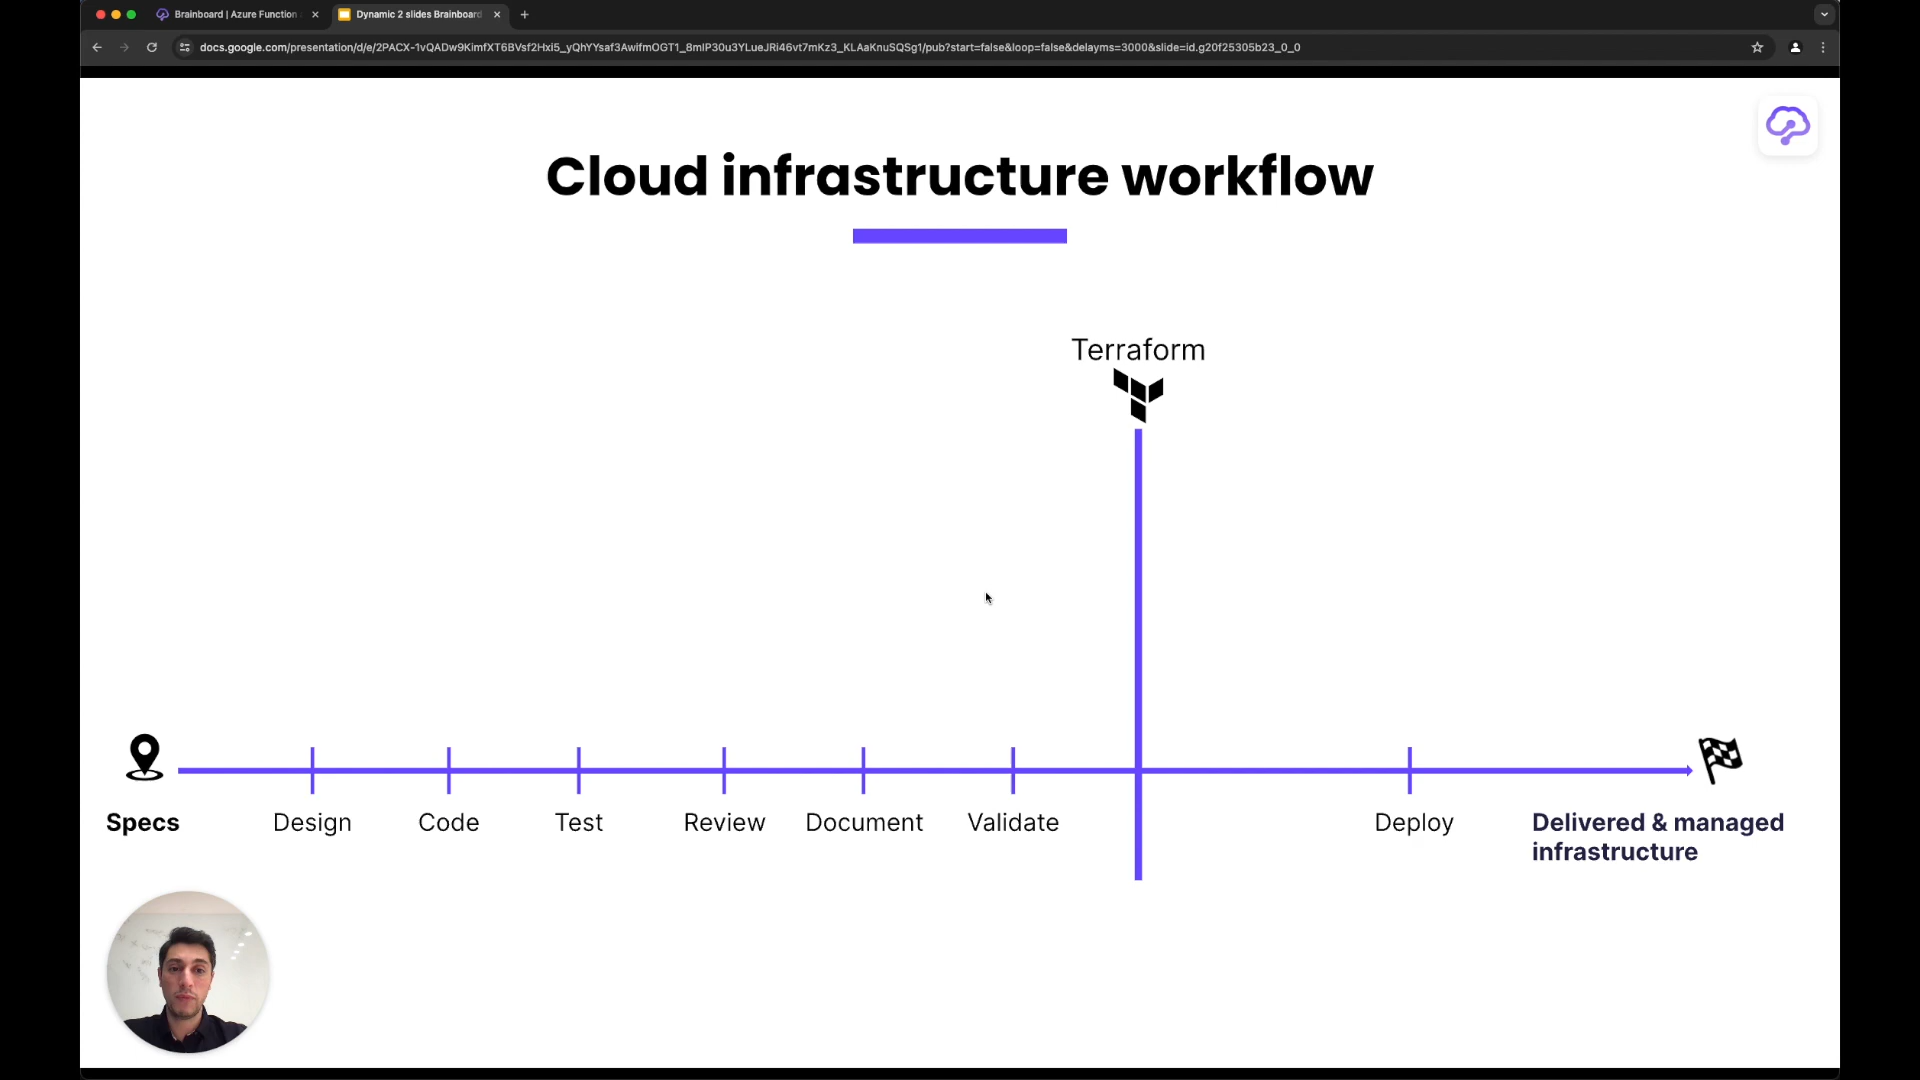 Brainboard | Azure Function
Dynamic 2 slides Brainboard
docs.google.com/presentation/d/e/2PACX-1vQADw9KimfXT6BVsf2Hxi5_yQhYYsaf3AwifmOGT1_8mIP30u3YLueJRi46vt7mKz3_KLAaKnuSQSg1/pub?start=false&loop=false&delayms=3000&slide=id.g20f25305b23_0_0
Cloud infrastructure workflow
Terraform
Specs
Design
Code
Test
Review
Document
Validate
Deploy
Delivered & managed
infrastructure